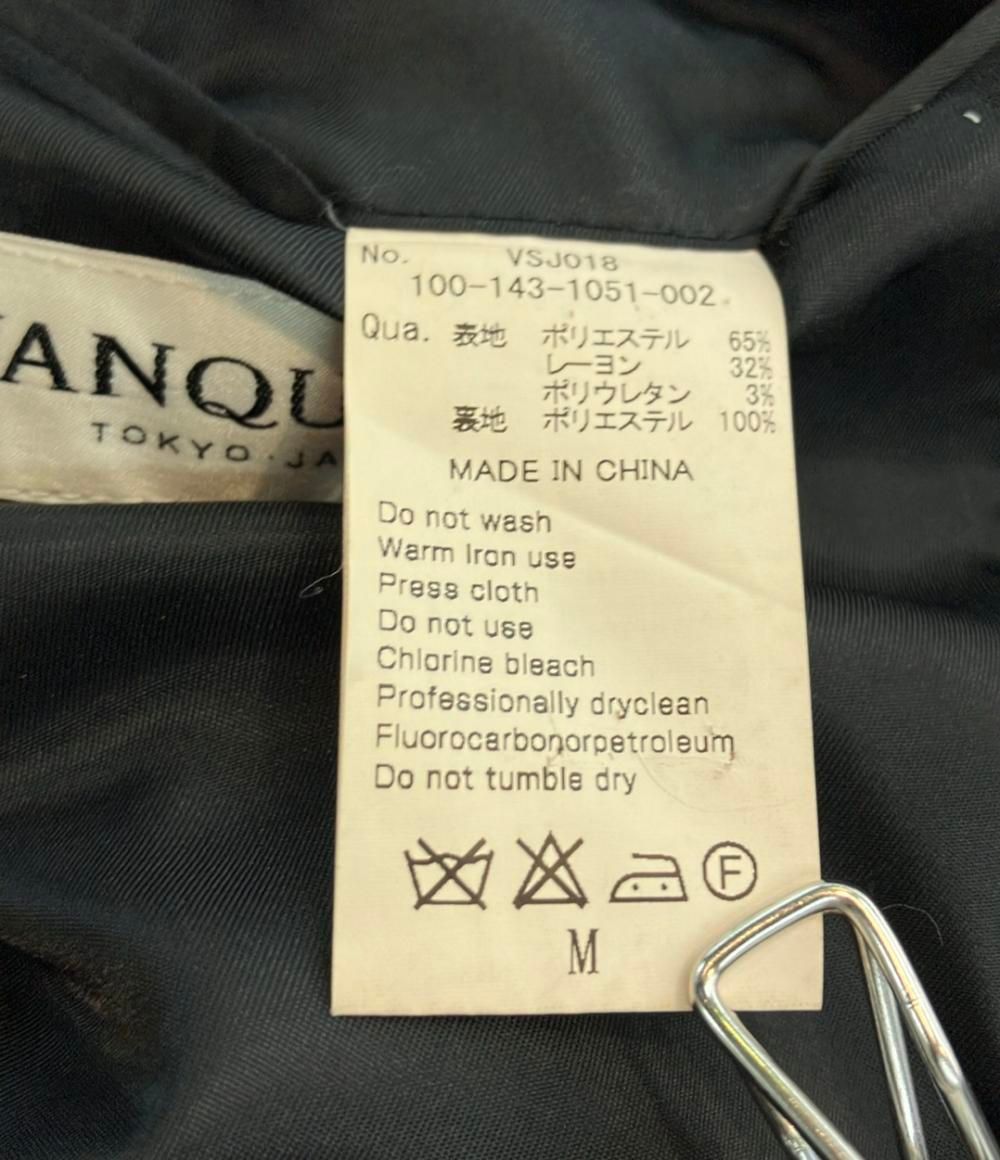 No. VSJ018
100-143-1051-002
Qua. 表地 ポリエステル 65%
レーヨン 32%
ポリウレタン 3%
裏地 ポリエステル 100%
MADE IN CHINA
Do not wash
Warm Iron use
Press cloth
Do not use
Chlorine bleach
Professionally dryclean
Fluorocarbonorpetroleum
Do not tumble dry
F
M
ANQU
TOKYO·JA